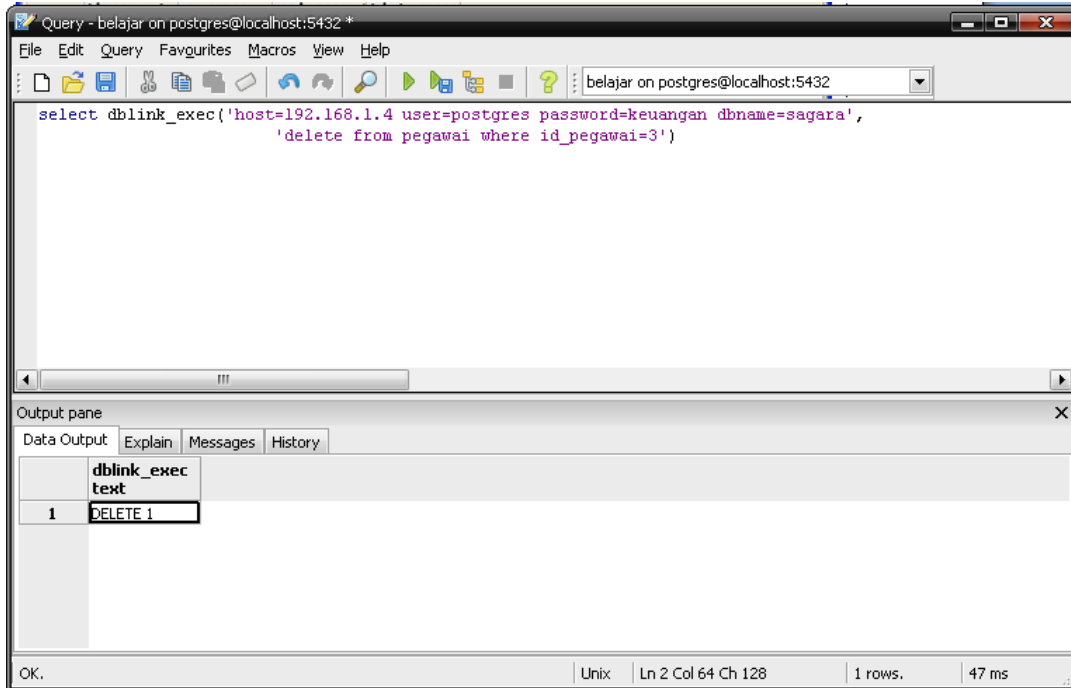 Query - belajar on postgres@localhost:5432 *
File Edit Query Favourites Macros View Help
belajar on postgres@localhost:5432
select dblink_exec('host=192.168.1.4 user=postgres password=keuangan dbname=sagara',
'delete from pegawai where id_pegawai=3')
Output pane
Data Output Explain Messages History
dblink_exec
text
1 DELETE 1
OK. Unix Ln 2 Col 64 Ch 128 1 rows. 47 ms